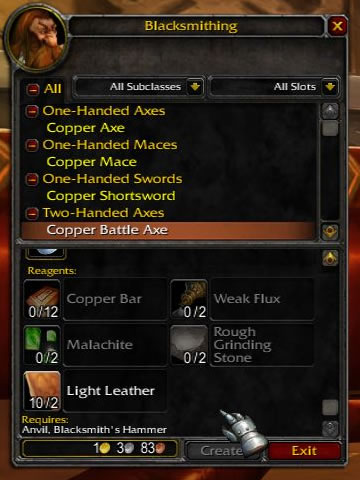 Blacksmithing
All
All Subclasses
All Slots
One-Handed Axes
Copper Axe
One-Handed Maces
Copper Mace
One-Handed Swords
Copper Shortsword
Two-Handed Axes
Copper Battle Axe
Reagents:
0/12 Copper Bar
0/2 Weak Flux
0/2 Malachite
0/2 Rough
Grinding
Stone
10/2 Light Leather
Requires:
Anvil, Blacksmith's Hammer
1 3 83
Create
Exit